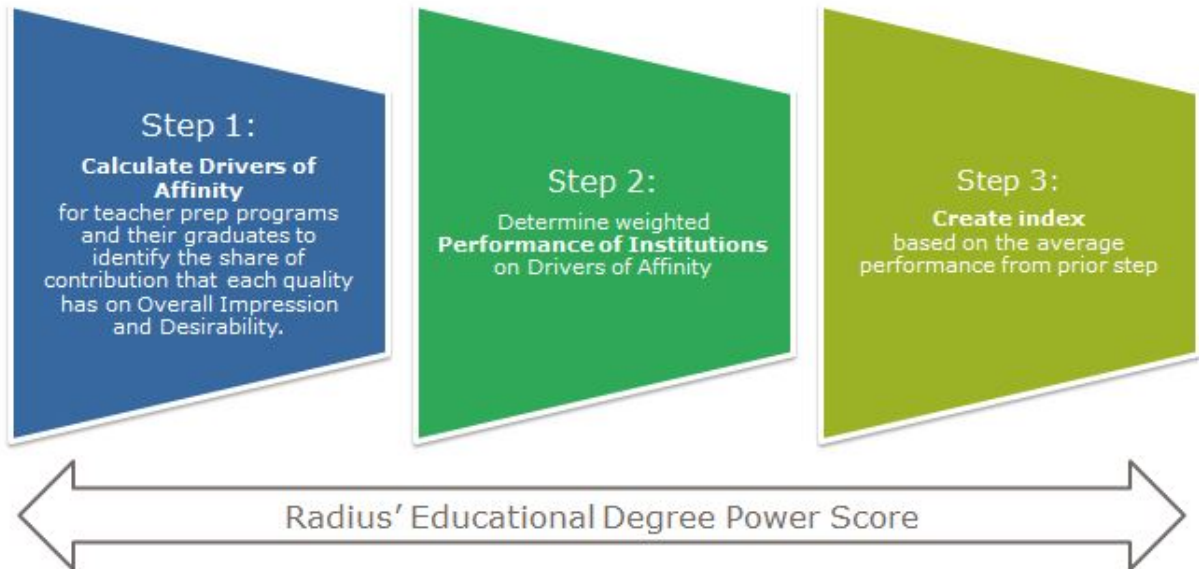 Step 1:
Calculate Drivers of
Affinity
for teacher prep programs
and their graduates to
identify the share of
contribution that each quality
has on Overall Impression
and Desirability.
Step 2:
Determine weighted
Performance of Institutions
on Drivers of Affinity
Step 3:
Create index
based on the average
performance from prior step
Radius’ Educational Degree Power Score